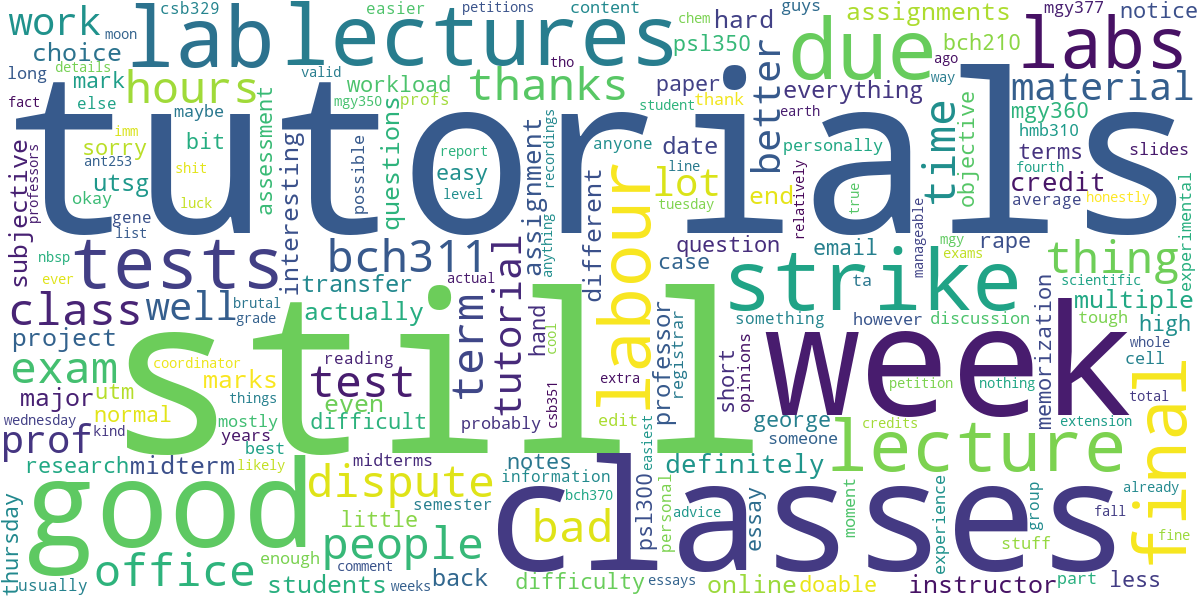 work
moon
csb329
lab
lectures
easier
petitions
content
guys
chem
hard
psl350
assignments
bch210
mgy377
notice
labs
due
choice
long
details
mark
else
hours
fact
maybe
valid
tho
workload
mgy350
profs
thanks
student
thank
paper
better
everything
earth
ago
way
material
mgy360
tutorials
imm
sorry
bit
ant253
shit
utsg
okay
luck
gene
list
professors
subjective
assessment
interesting
possible
questions
report
easy
level
assignment
recordings
anyone
date
line
lot
tuesday
different
end
personally
relatively
true
time
objective
hmb310
terms
slides
fourth
credit
average
honestly
experimental
nbsp
tests
ever
bch311
transfer
actual
tutorial
anything
labour
question
case
email
ta
manageable
mgy
exams
rape
thing
scientific
multiple
strike
class
well
brutal
grade
actually
term
hand
cool
professor
registrar
something
however
discussion
tough
high
project
coordinator
reading
test
extra
short
opinions
week
memorization
cell
whole
exam
marks
things
major
utm
normal
even
csb351
petition
nothing
total
final
still
wednesday
kind
prof
mostly
years
difficult
probably
edit
easiest
george
someone
credits
extension
lecture
research
midterm
best
likely
midterms
notes
information
bch370
definitely
good
dispute
semester
classes
bad
psl300
personal
advice
essay
moment
experience
group
already
fall
stuff
fine
thursday
little
people
office
enough
comment
usually
students
weeks
back
difficulty
essays
online
doable
instructor
part
less